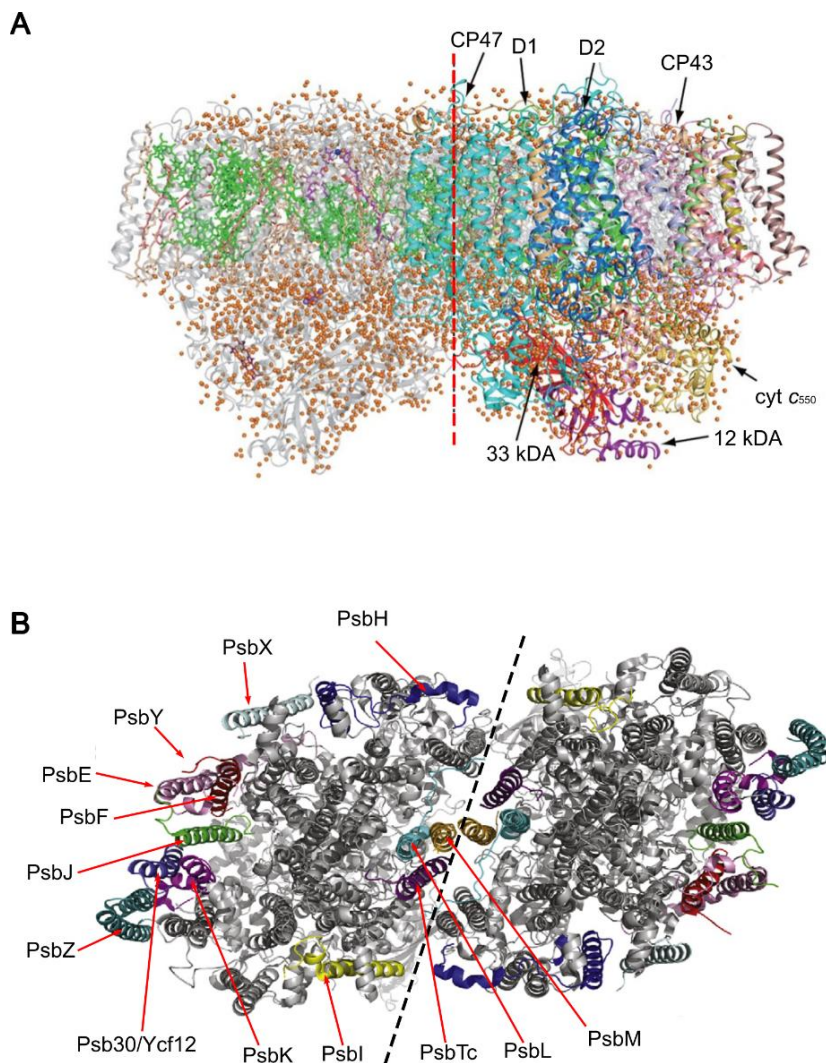 A
CP47
D1
D2
CP43
cyt c550
33 kDA
12 kDA
B
PsbH
PsbX
PsbY
PsbE
PsbF
PsbJ
PsbZ
Psb30/Ycf12
PsbK
PsbI
PsbTc
PsbL
PsbM